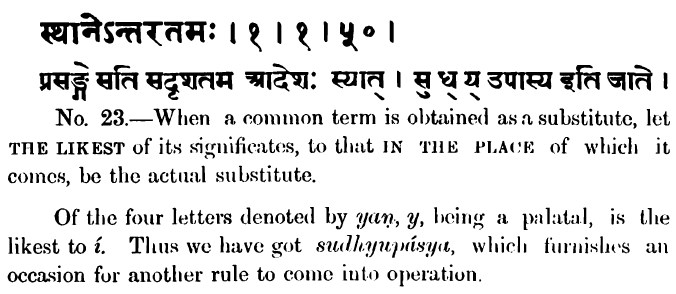 स्थानेऽन्तरतमः । १ । १ । ५० ।
प्रसङ्गे सति सदृशतम आदेशः स्यात् । सु ध् य् उपास्य इति जाते ।
No. 23.—When a common term is obtained as a substitute, let
THE LIKEST of its significates, to that IN THE PLACE of which it
comes, be the actual substitute.
Of the four letters denoted by yaṇ, y, being a palatal, is the
likest to í. Thus we have got sudhyupásya, which furnishes an
occasion for another rule to come into operation.